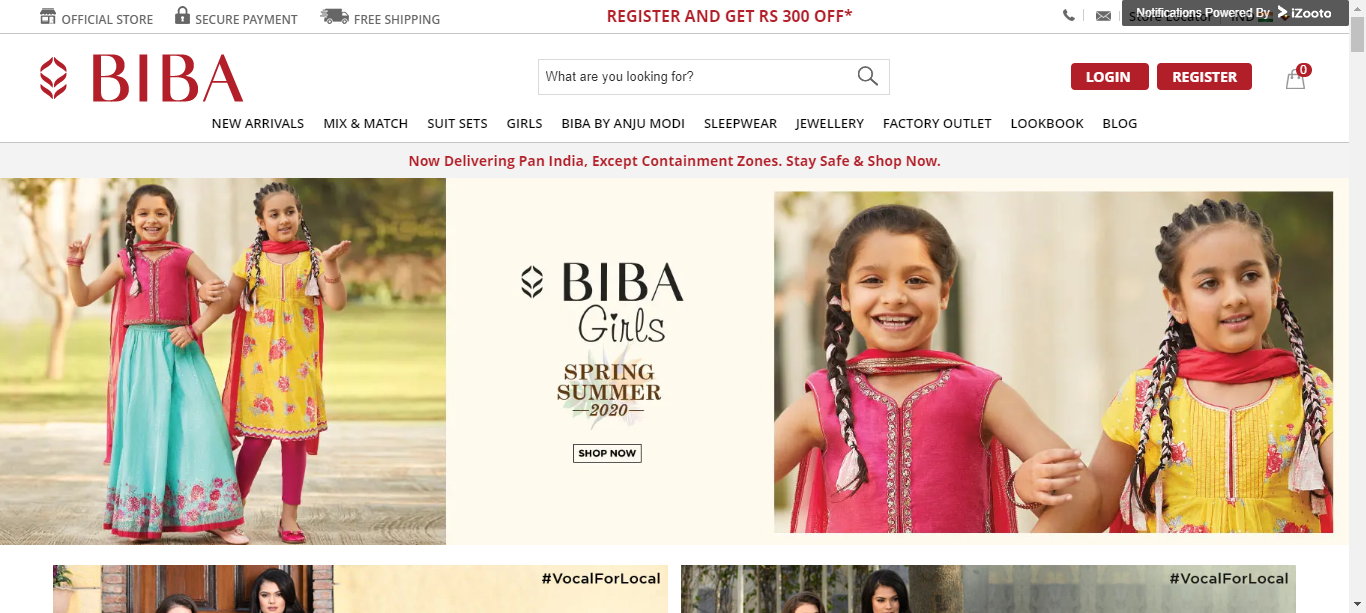 OFFICIAL STORE
SECURE PAYMENT
FREE SHIPPING
REGISTER AND GET RS 300 OFF*
Store Locator
IND
Notifications Powered By iZooto
BIBA
What are you looking for?
LOGIN
REGISTER
0
NEW ARRIVALS MIX & MATCH SUIT SETS GIRLS BIBA BY ANJU MODI SLEEPWEAR JEWELLERY FACTORY OUTLET LOOKBOOK BLOG
Now Delivering Pan India, Except Containment Zones. Stay Safe & Shop Now.
BIBA
Girls
SPRING
SUMMER
2020
SHOP NOW
#VocalForLocal
#VocalForLocal